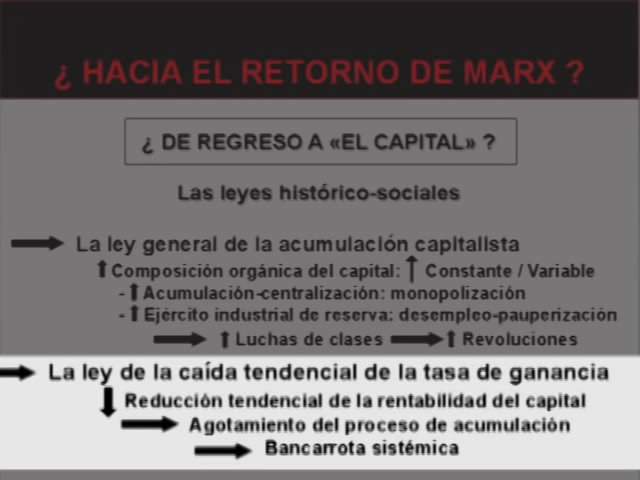 ¿ HACIA EL RETORNO DE MARX ?
¿ DE REGRESO A «EL CAPITAL» ?
Las leyes histórico-sociales
La ley general de la acumulación capitalista
Composición orgánica del capital: Constante / Variable
- Acumulación-centralización: monopolización
- Ejército industrial de reserva: desempleo-pauperización
Luchas de clases Revoluciones
La ley de la caída tendencial de la tasa de ganancia
Reducción tendencial de la rentabilidad del capital
Agotamiento del proceso de acumulación
Bancarrota sistémica